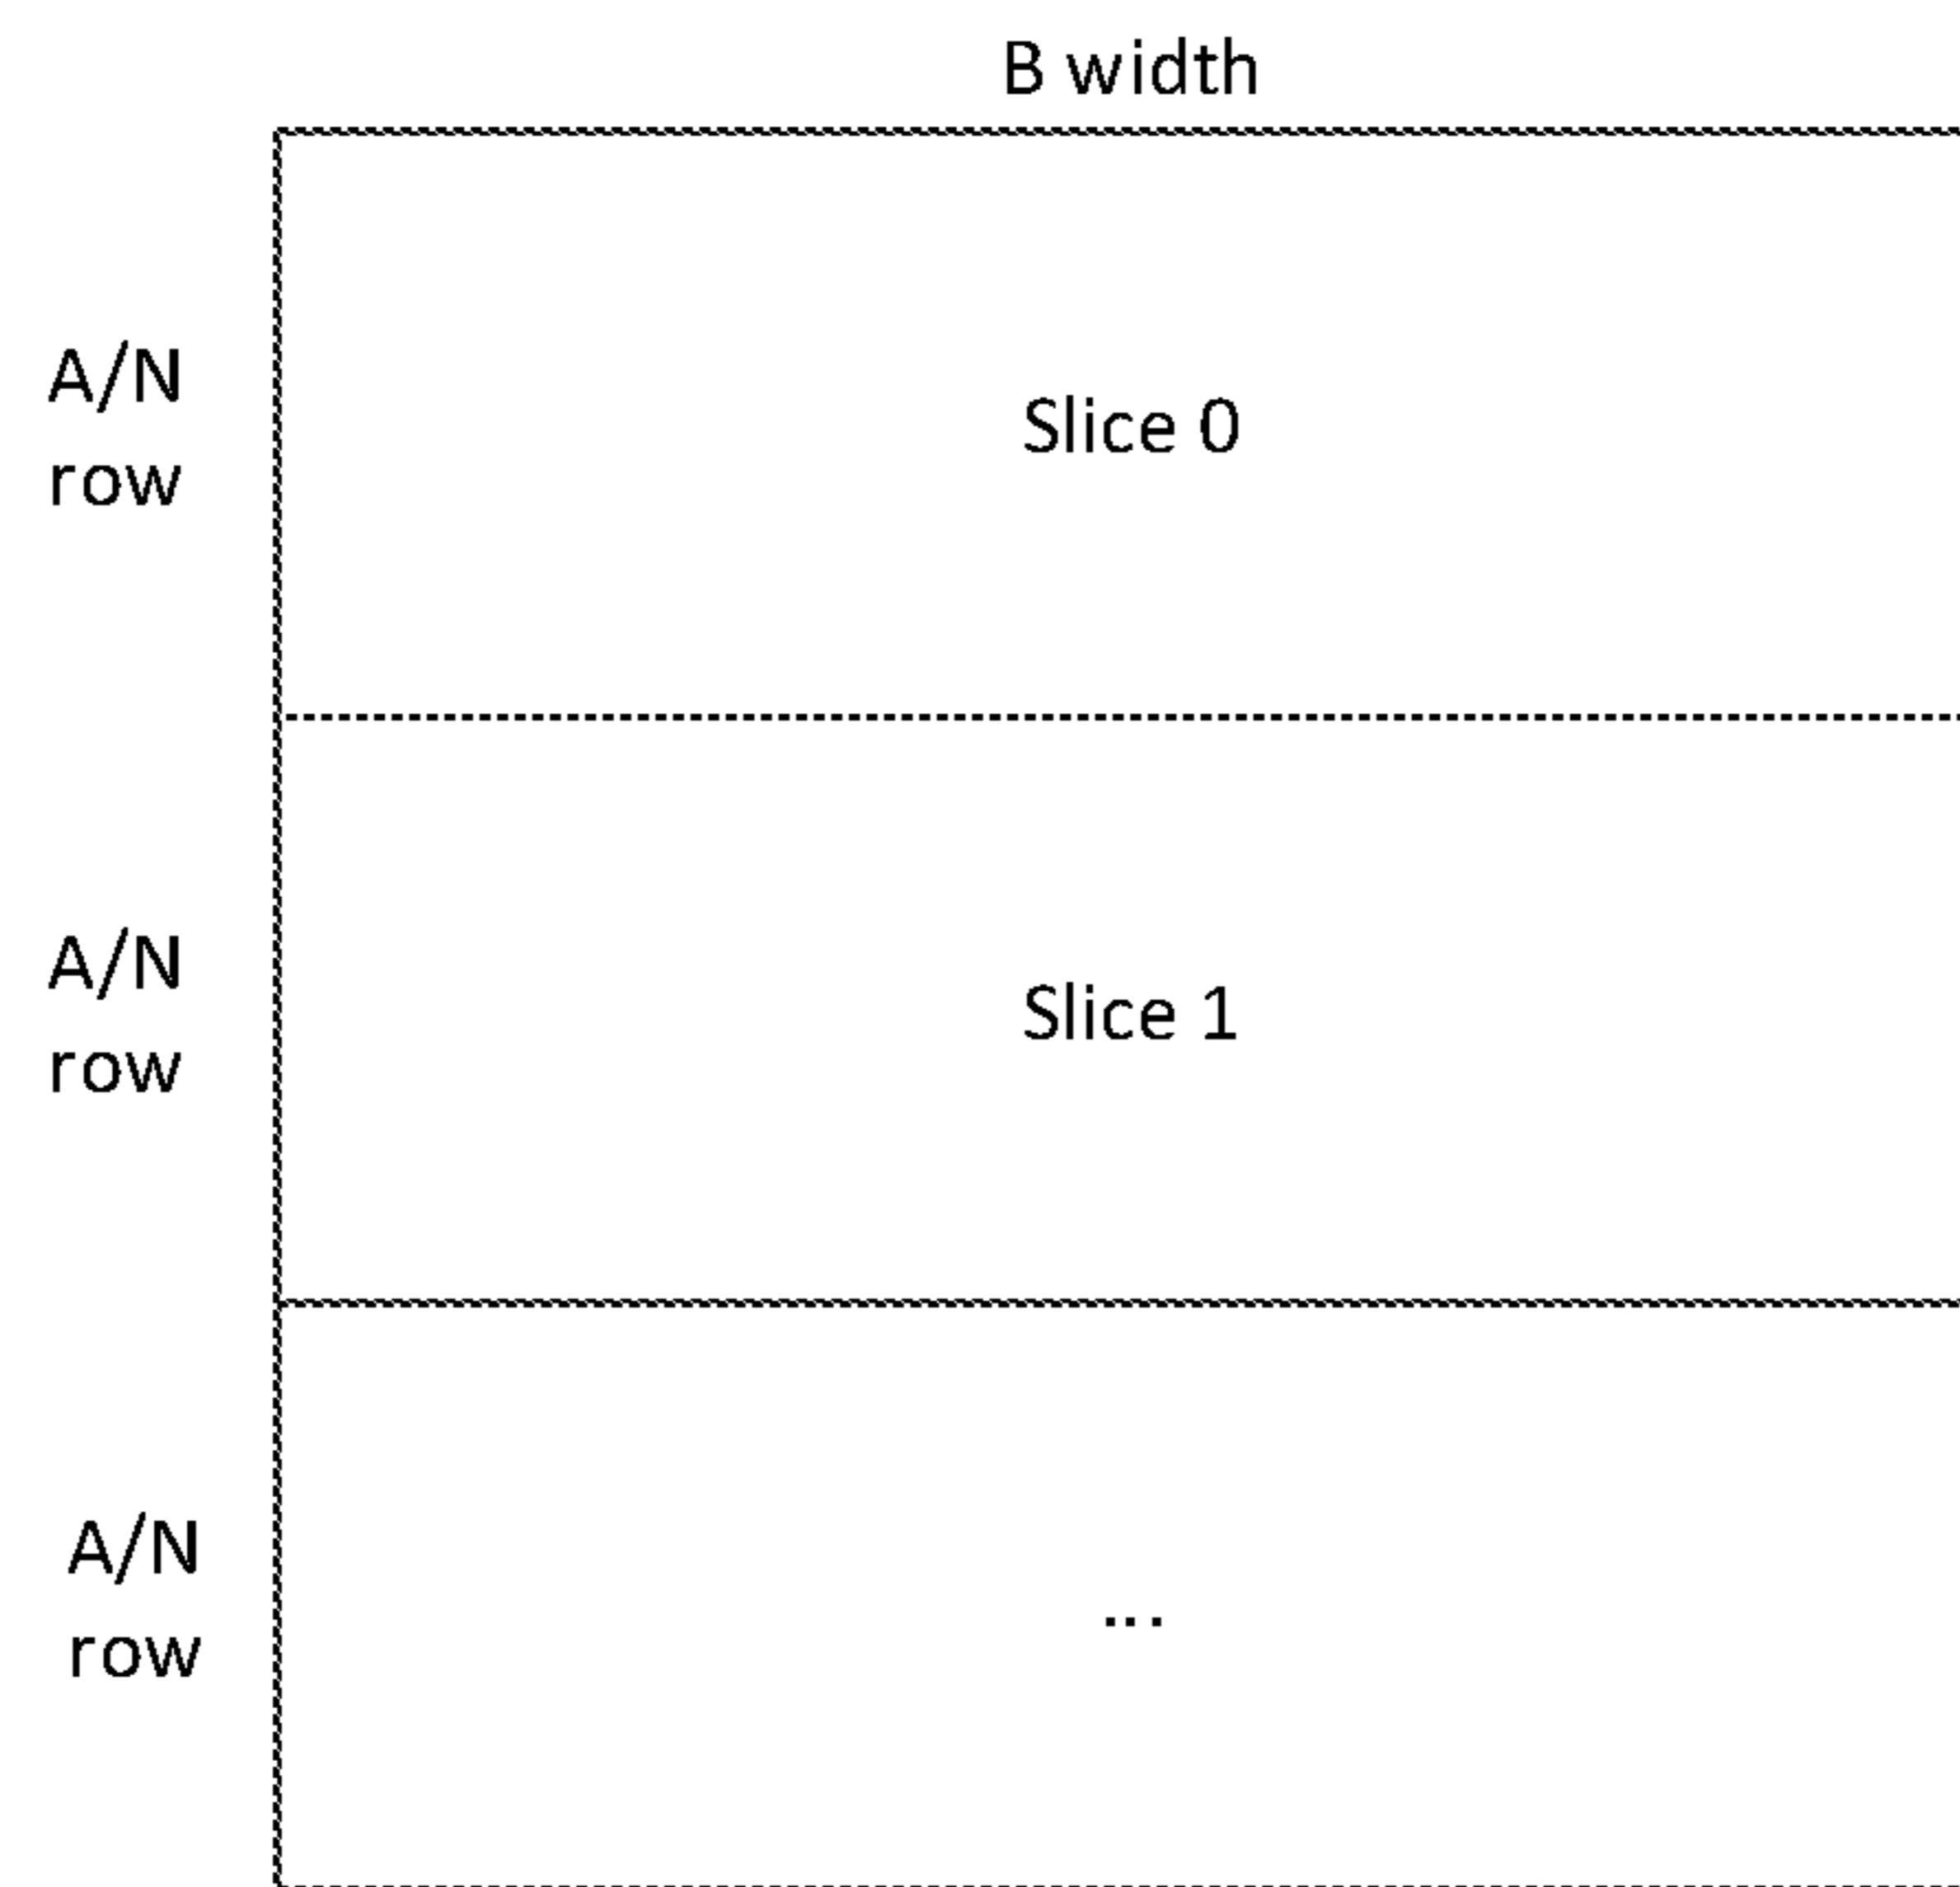 B width
A/N
row
Slice 0
A/N
row
Slice 1
A/N
row
...